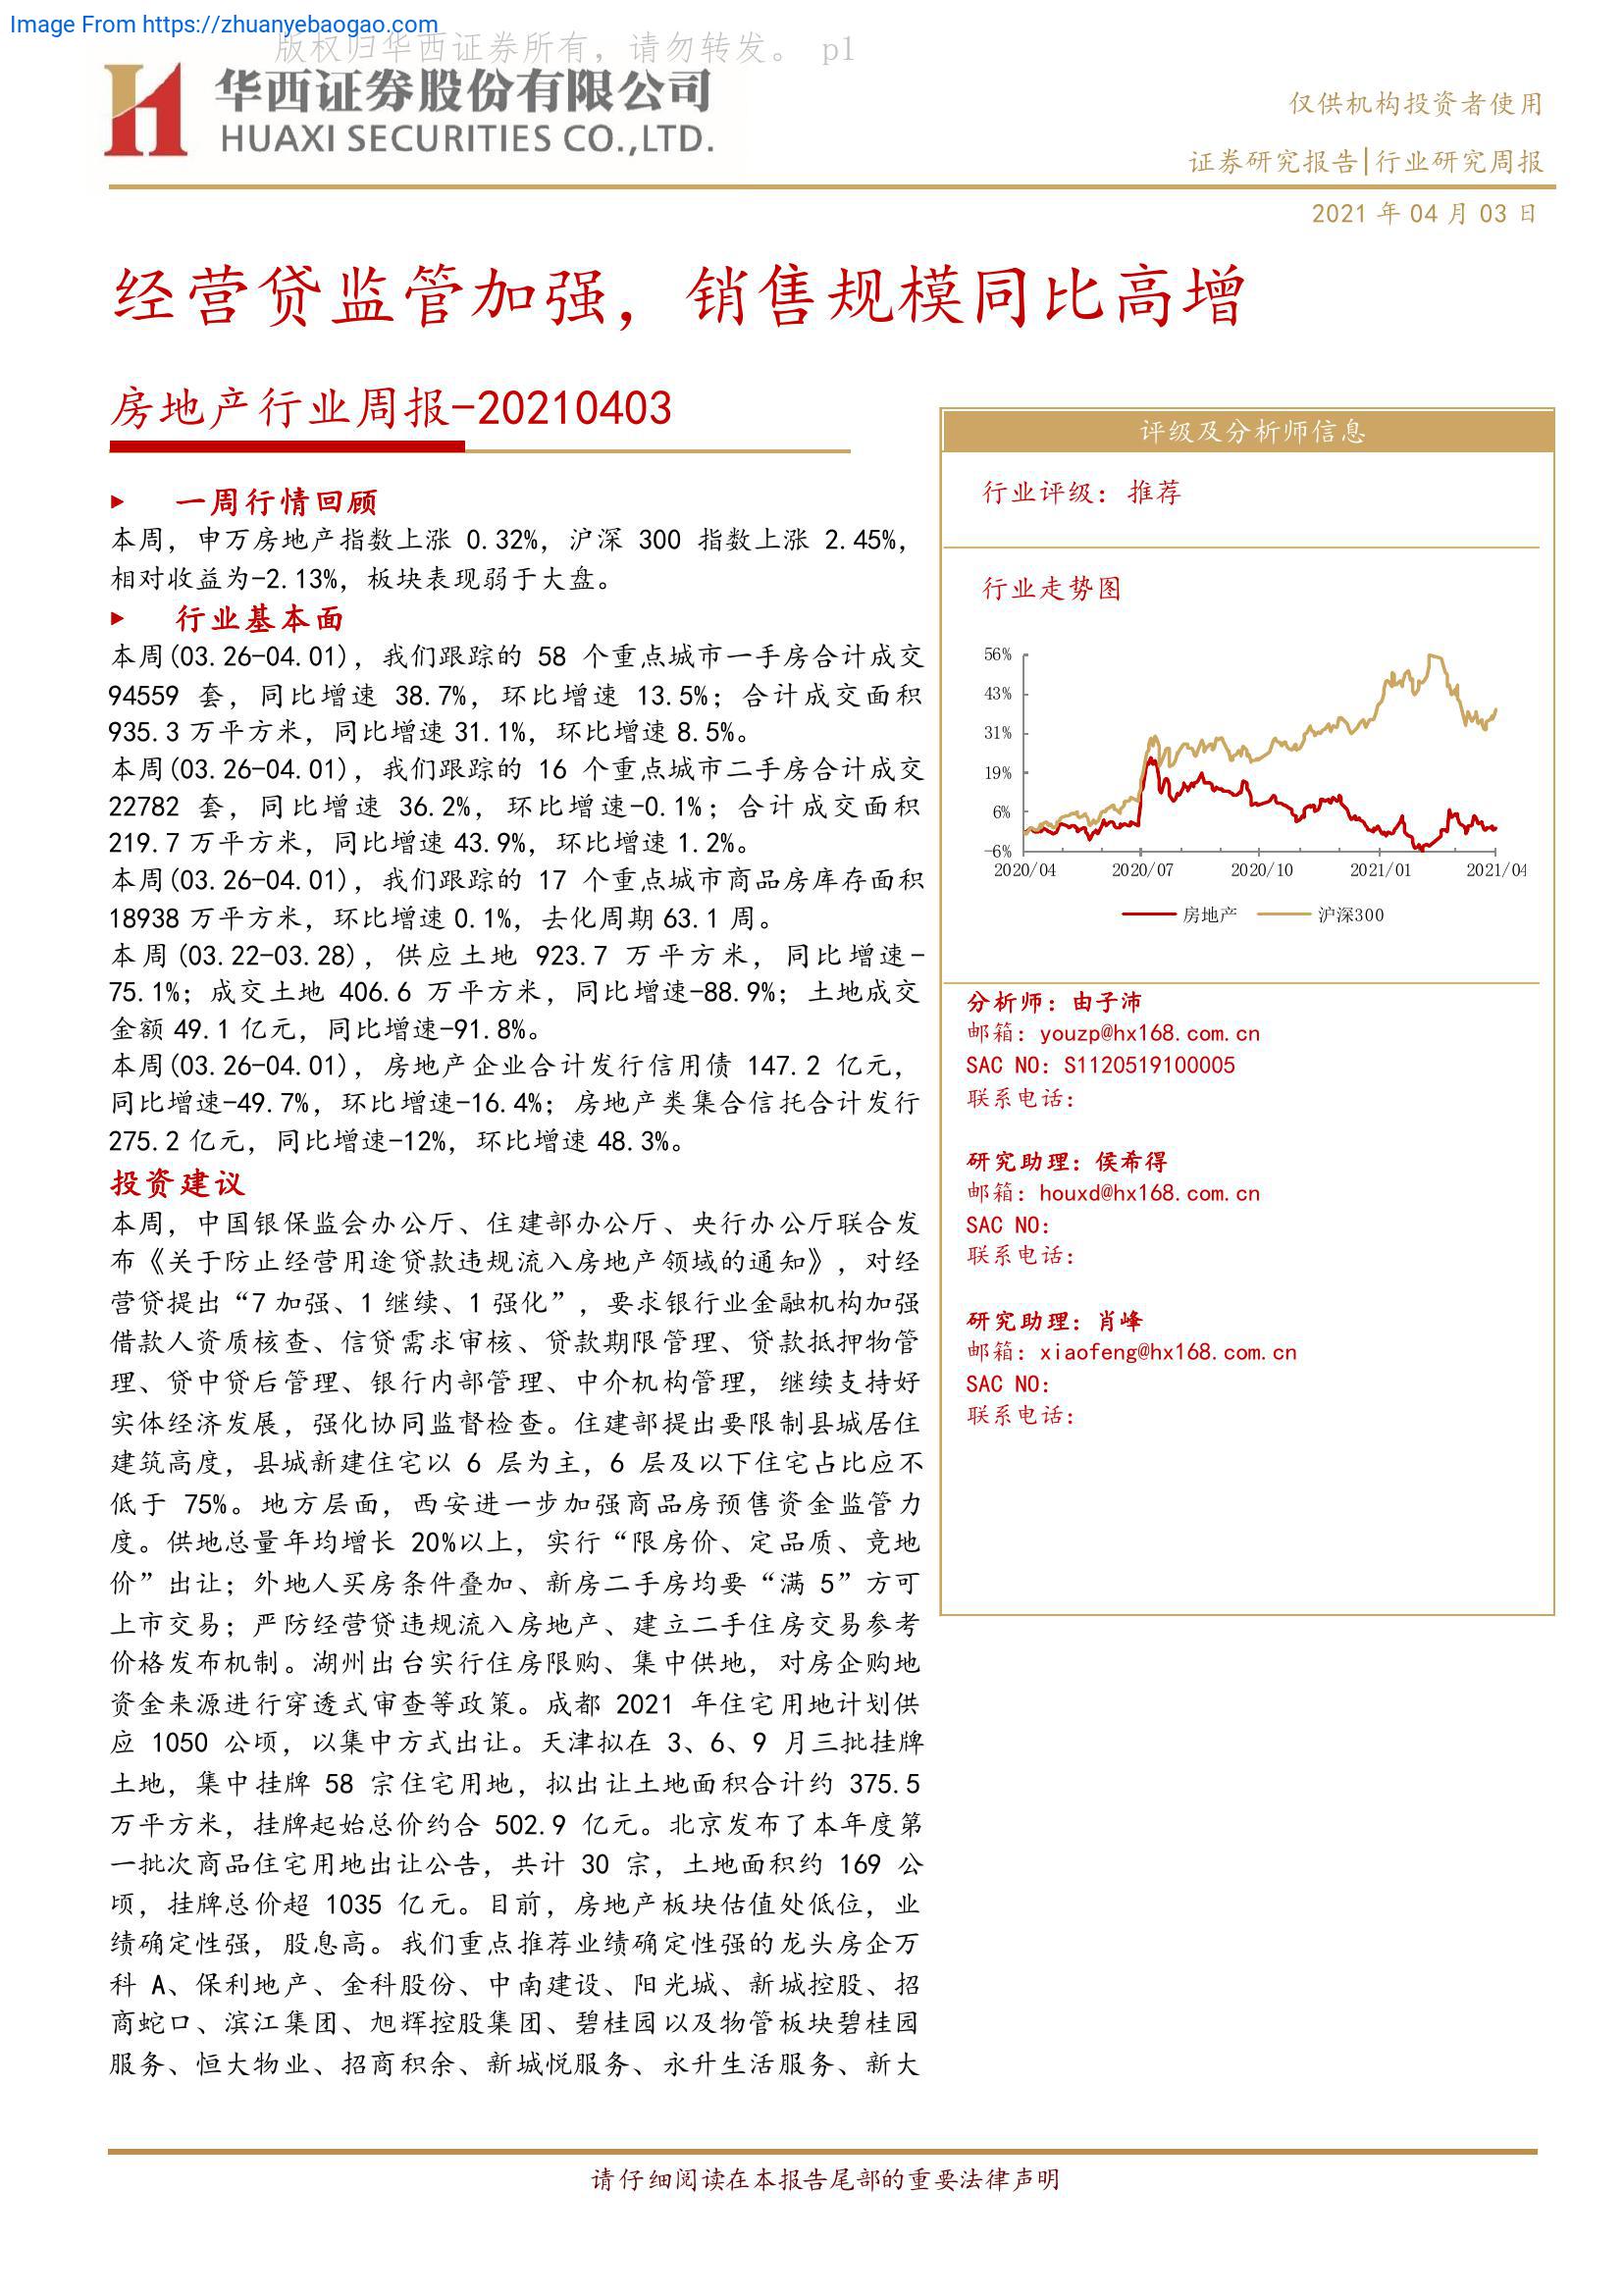 Image From https://zhuanyebaogao.com
版权归华西证券所有，请勿转发。 p1
华西证券股份有限公司
HUAXI SECURITIES CO.,LTD.
仅供机构投资者使用
证券研究报告|行业研究周报
2021 年 04 月 03 日
经营贷监管加强，销售规模同比高增
房地产行业周报-20210403
一周行情回顾
本周，申万房地产指数上涨 0.32%，沪深 300 指数上涨 2.45%，
相对收益为-2.13%，板块表现弱于大盘。
行业基本面
本周(03.26-04.01)，我们跟踪的 58 个重点城市一手房合计成交
94559 套，同比增速 38.7%，环比增速 13.5%；合计成交面积
935.3 万平方米，同比增速 31.1%，环比增速 8.5%。
本周(03.26-04.01)，我们跟踪的 16 个重点城市二手房合计成交
22782 套，同比增速 36.2%，环比增速-0.1%；合计成交面积
219.7 万平方米，同比增速 43.9%，环比增速 1.2%。
本周(03.26-04.01)，我们跟踪的 17 个重点城市商品房库存面积
18938 万平方米，环比增速 0.1%，去化周期 63.1 周。
本周(03.22-03.28)，供应土地 923.7 万平方米，同比增速-
75.1%；成交土地 406.6 万平方米，同比增速-88.9%；土地成交
金额 49.1 亿元，同比增速-91.8%。
本周(03.26-04.01)，房地产企业合计发行信用债 147.2 亿元，
同比增速-49.7%，环比增速-16.4%；房地产类集合信托合计发行
275.2 亿元，同比增速-12%，环比增速 48.3%。
投资建议
本周，中国银保监会办公厅、住建部办公厅、央行办公厅联合发
布《关于防止经营用途贷款违规流入房地产领域的通知》，对经
营贷提出“7 加强、1 继续、1 强化”，要求银行业金融机构加强
借款人资质核查、信贷需求审核、贷款期限管理、贷款抵押物管
理、贷中贷后管理、银行内部管理、中介机构管理，继续支持好
实体经济发展，强化协同监督检查。住建部提出要限制县城居住
建筑高度，县城新建住宅以 6 层为主，6 层及以下住宅占比应不
低于 75%。地方层面，西安进一步加强商品房预售资金监管力
度。供地总量年均增长 20%以上，实行“限房价、定品质、竞地
价”出让；外地人买房条件叠加、新房二手房均要“满 5”方可
上市交易；严防经营贷违规流入房地产、建立二手住房交易参考
价格发布机制。湖州出台实行住房限购、集中供地，对房企购地
资金来源进行穿透式审查等政策。成都 2021 年住宅用地计划供
应 1050 公顷，以集中方式出让。天津拟在 3、6、9 月三批挂牌
土地，集中挂牌 58 宗住宅用地，拟出让土地面积合计约 375.5
万平方米，挂牌起始总价约合 502.9 亿元。北京发布了本年度第
一批次商品住宅用地出让公告，共计 30 宗，土地面积约 169 公
顷，挂牌总价超 1035 亿元。目前，房地产板块估值处低位，业
绩确定性强，股息高。我们重点推荐业绩确定性强的龙头房企万
科 A、保利地产、金科股份、中南建设、阳光城、新城控股、招
商蛇口、滨江集团、旭辉控股集团、碧桂园以及物管板块碧桂园
服务、恒大物业、招商积余、新城悦服务、永升生活服务、新大
评级及分析师信息
行业评级：推荐
行业走势图
56%
43%
31%
19%
6%
-6%
2020/04 2020/07 2020/10 2021/01 2021/04
房地产 沪深300
分析师：由子沛
邮箱：youzp@hx168.com.cn
SAC NO：S1120519100005
联系电话：
研究助理：侯希得
邮箱：houxd@hx168.com.cn
SAC NO：
联系电话：
研究助理：肖峰
邮箱：xiaofeng@hx168.com.cn
SAC NO：
联系电话：
请仔细阅读在本报告尾部的重要法律声明